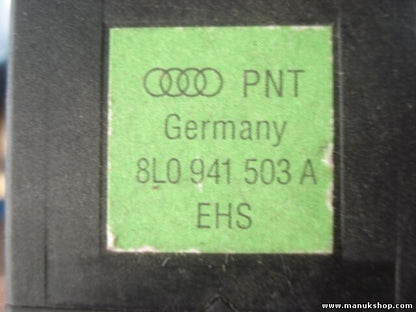 PNT
Germany
8L0 941 503 A
EHS
www.manukshop.com